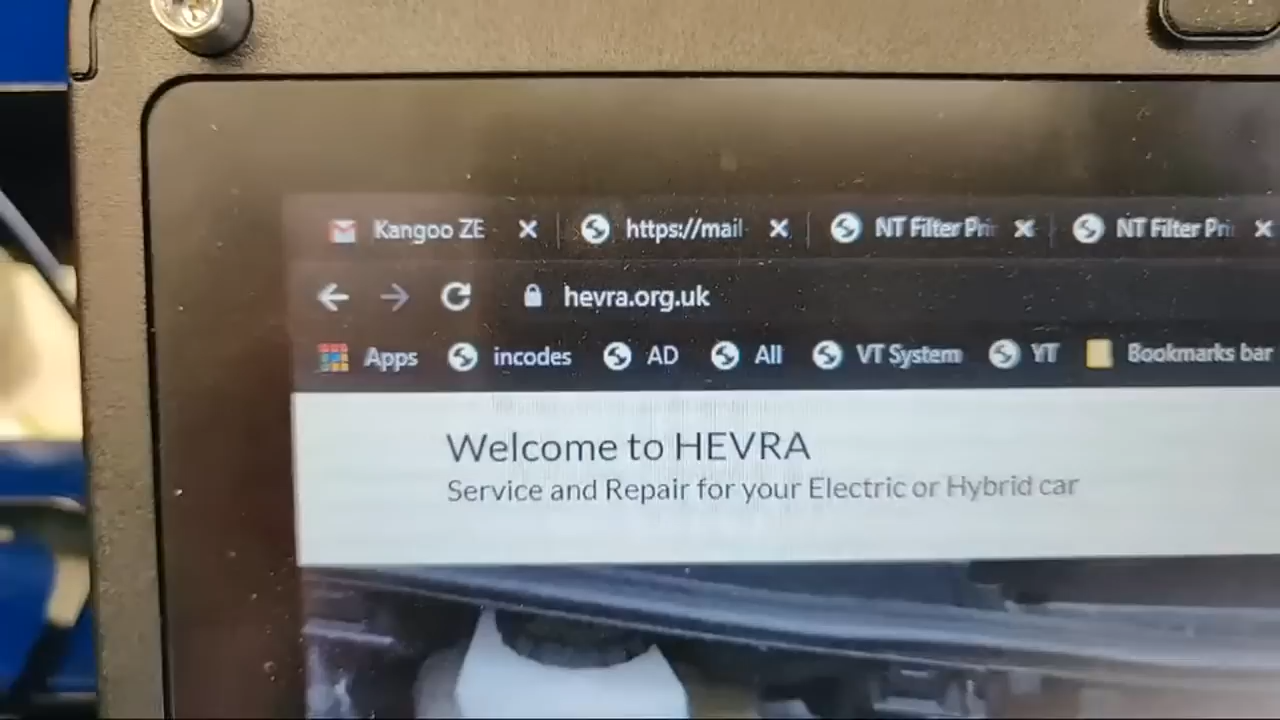 Kangoo ZE https://mail NT Filter Pri NT Filter Pri
hevra.org.uk
Apps incodes AD All VT System YT Bookmarks bar
Welcome to HEVRA
Service and Repair for your Electric or Hybrid car